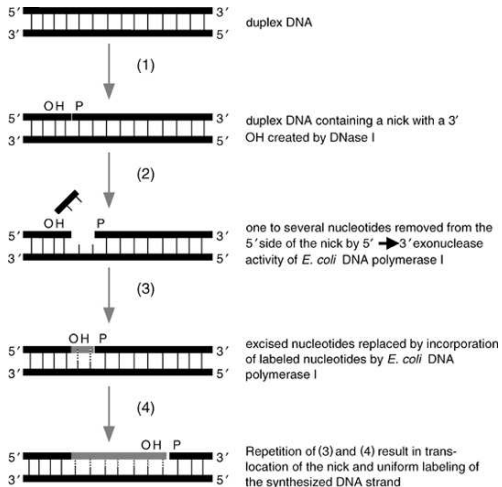 5′ 3′
duplex DNA
3′ 5′
(1)
OH P
5′ 3′
duplex DNA containing a nick with a 3′
3′ 5′
OH created by DNase I
(2)
OH P
5′ 3′
one to several nucleotides removed from the
3′ 5′
5′ side of the nick by 5′ → 3′ exonuclease
activity of E. coli DNA polymerase I
(3)
OH P
5′ 3′
excised nucleotides replaced by incorporation
3′ 5′
of labeled nucleotides by E. coli DNA
polymerase I
(4)
OH P
5′ 3′
Repetition of (3) and (4) result in trans-
3′ 5′
location of the nick and uniform labeling of
the synthesized DNA strand